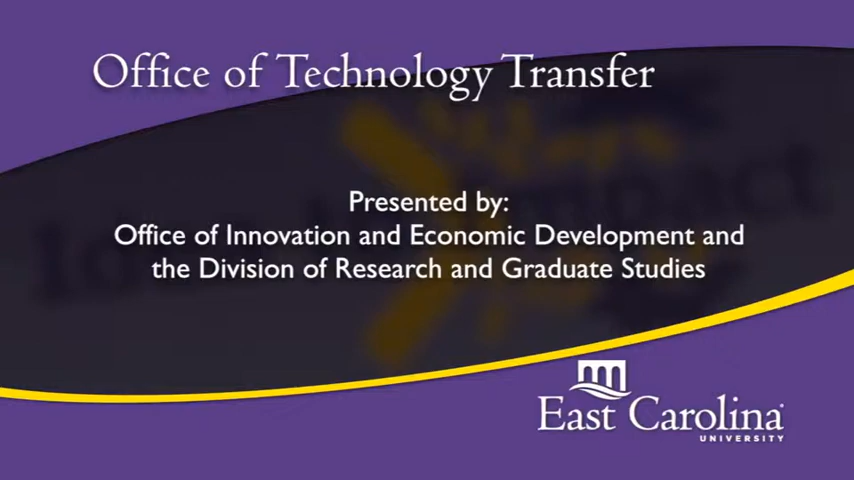 Office of Technology Transfer
Presented by:
Office of Innovation and Economic Development and
the Division of Research and Graduate Studies
East Carolina
UNIVERSITY